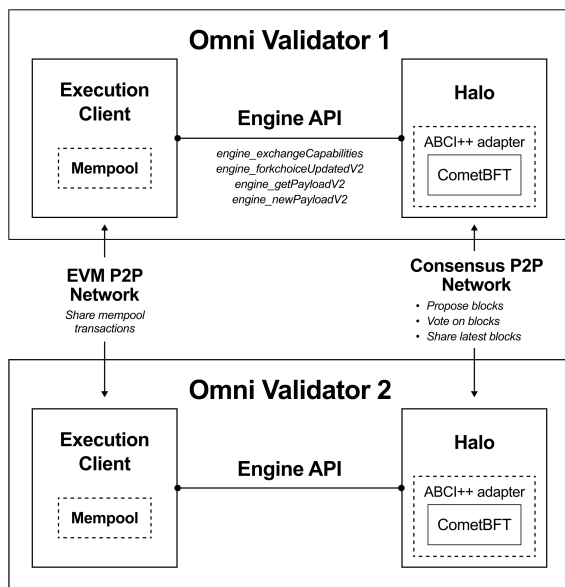 Omni Validator 1
Execution
Client
Mempool
Engine API
engine_exchangeCapabilities
engine_forkchoiceUpdatedV2
engine_getPayloadV2
engine_newPayloadV2
Halo
ABCI++ adapter
CometBFT
EVM P2P
Network
Share mempool
transactions
Consensus P2P
Network
• Propose blocks
• Vote on blocks
• Share latest blocks
Omni Validator 2
Execution
Client
Mempool
Engine API
Halo
ABCI++ adapter
CometBFT